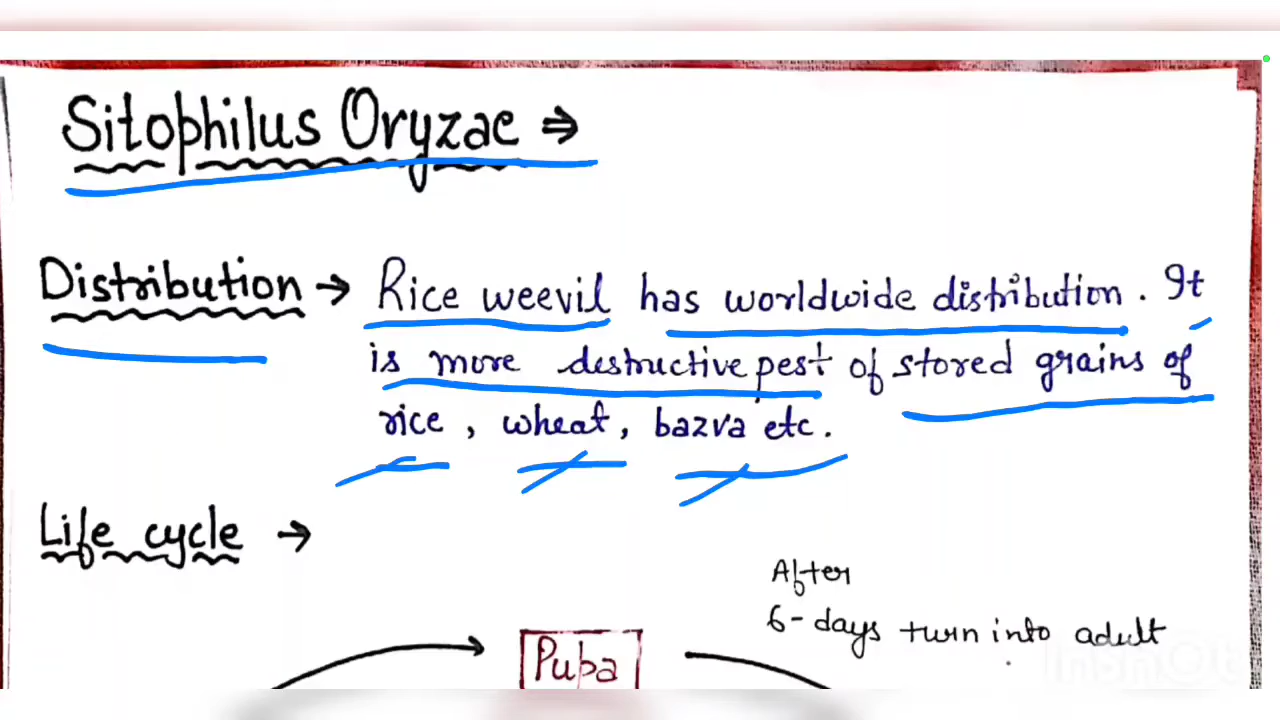 Sitophilus Oryzae ⇒
Distribution → Rice weevil has worldwide distribution. It
is more destructive pest of stored grains of
rice, wheat, bazra etc.
Life cycle →
After
6-days turn into adult
Pupa